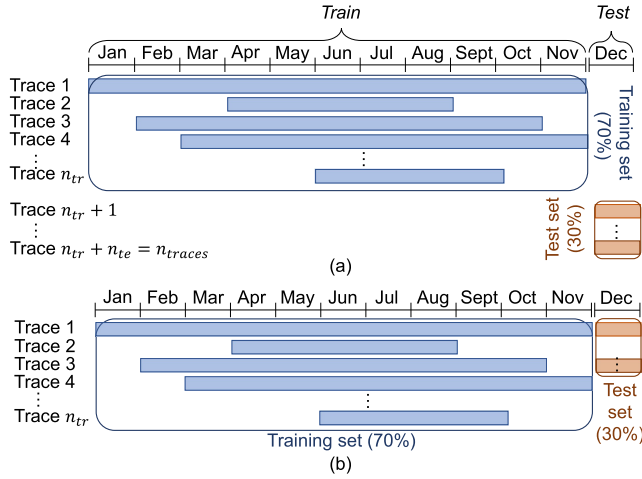 Train Test
Jan Feb Mar Apr May Jun Jul Aug Sept Oct Nov Dec
Trace 1
Trace 2
Trace 3
Trace 4
⋮ ⋮
Trace n_tr
Training set
(70%)
Trace n_tr + 1
⋮ ⋮
Trace n_tr + n_te = n_traces
Test set
(30%)
(a)
Jan Feb Mar Apr May Jun Jul Aug Sept Oct Nov Dec
Trace 1
Trace 2
Trace 3 ⋮
Trace 4
⋮ ⋮
Trace n_tr
Test
set
(30%)
Training set (70%)
(b)